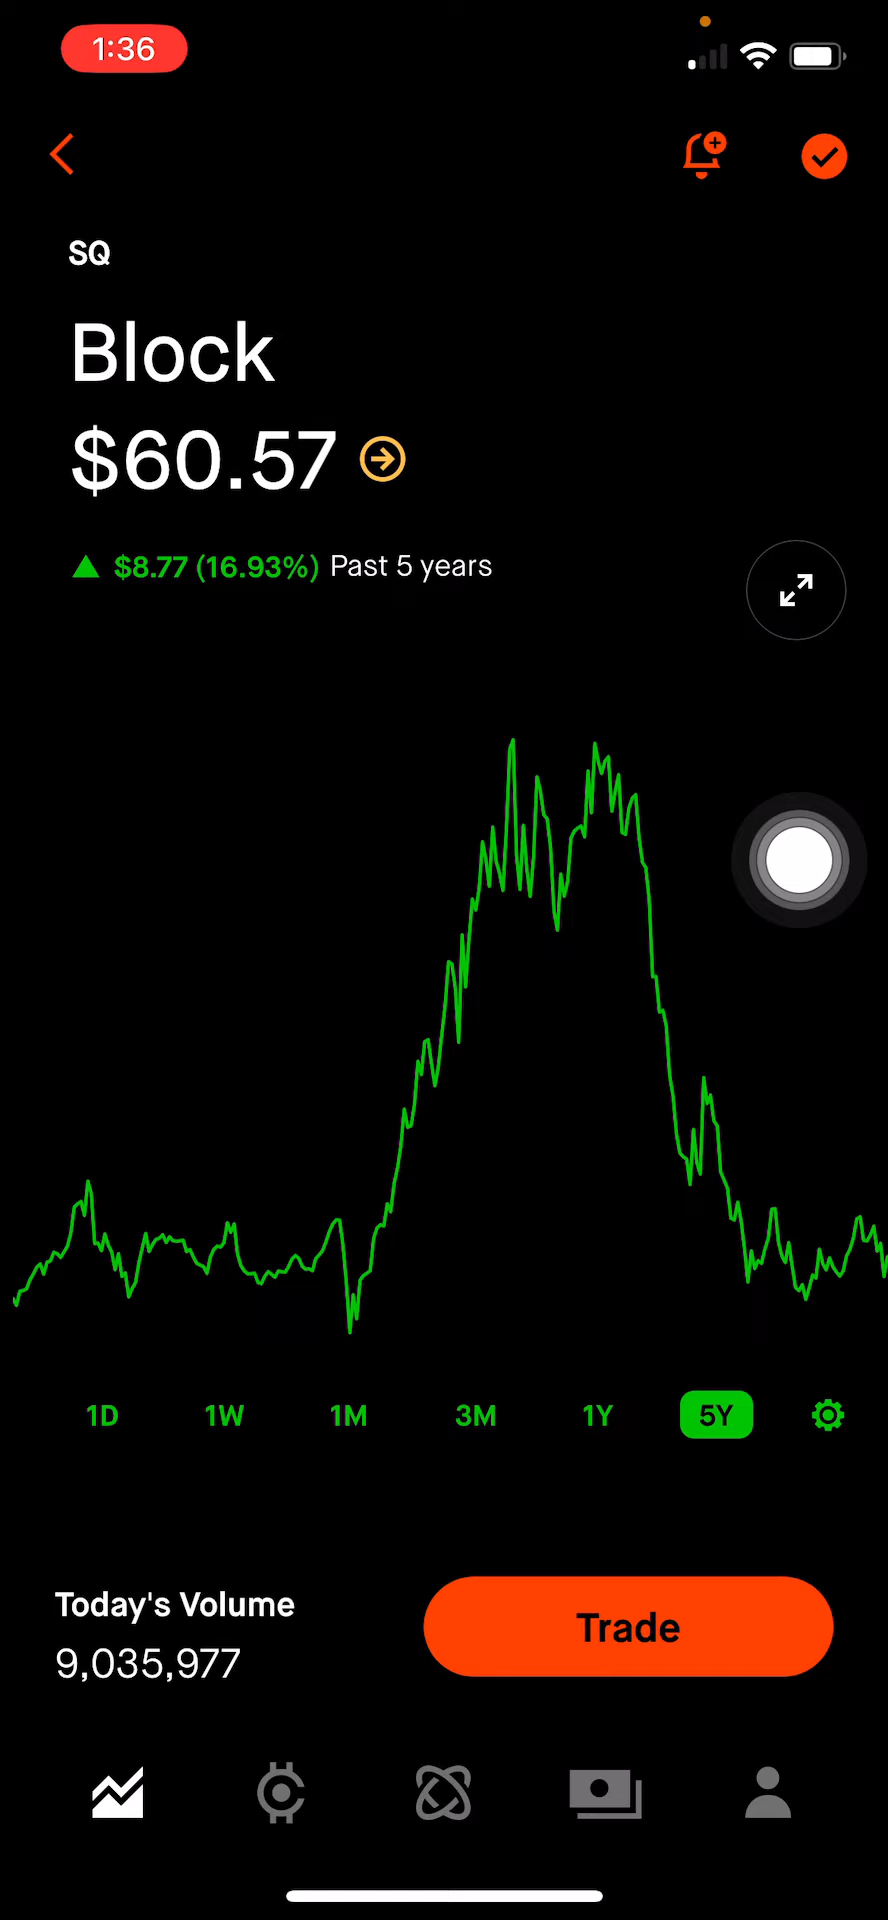 1:36
SQ
Block
$60.57
$8.77 (16.93%) Past 5 years
1D 1W 1M 3M 1Y 5Y
Today's Volume
9,035,977
Trade